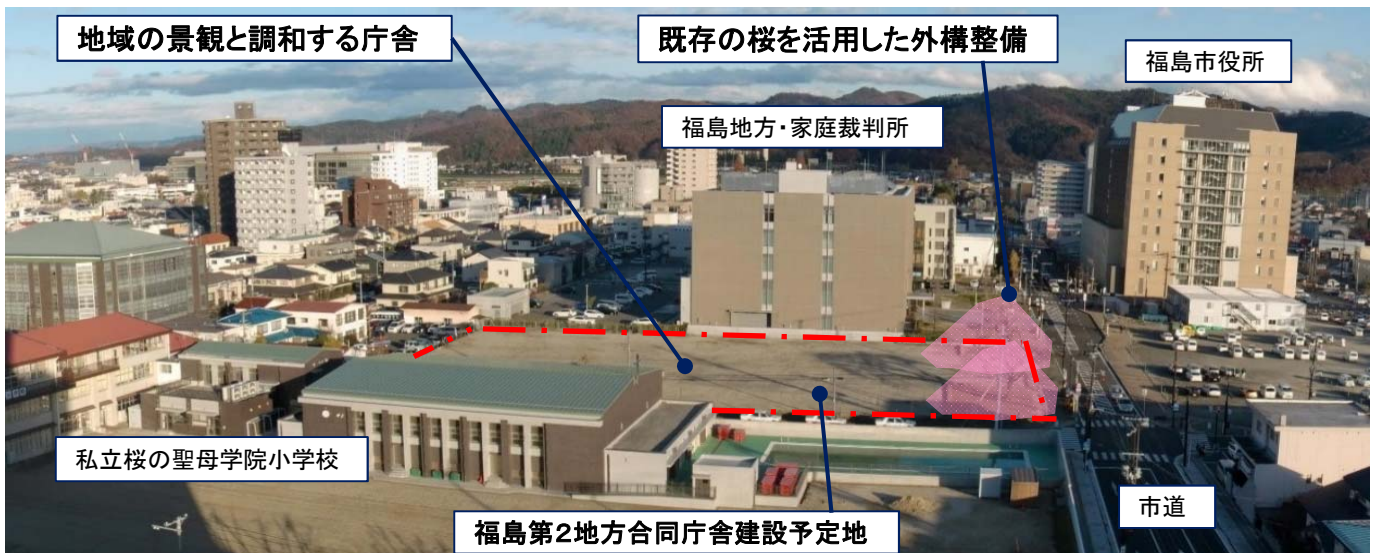 地域の景観と調和する庁舎
既存の桜を活用した外構整備
福島市役所
福島地方・家庭裁判所
私立桜の聖母学院小学校
市道
福島第2地方合同庁舎建設予定地